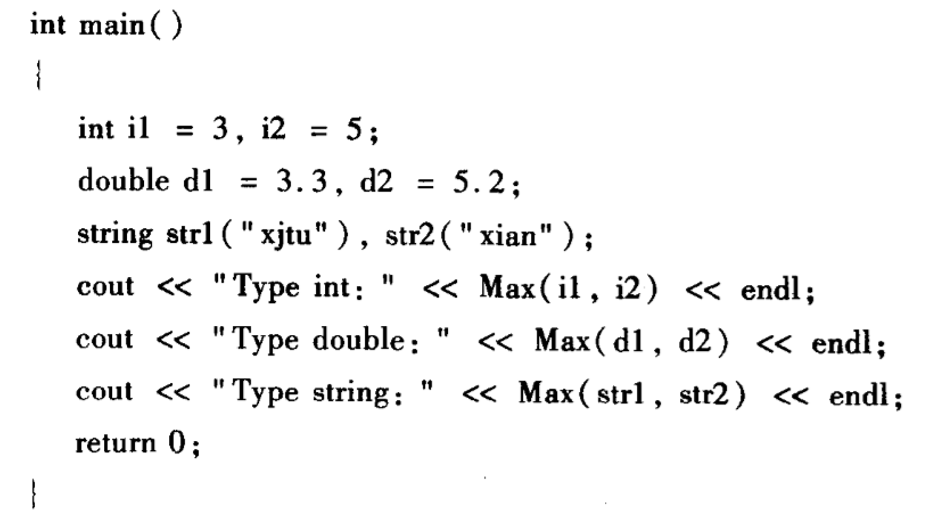 int main( )
{
int i1 = 3, i2 = 5;
double d1 = 3.3, d2 = 5.2;
string str1("xjtu"), str2("xian");
cout << "Type int: " << Max(i1, i2) << endl;
cout << "Type double: " << Max(d1, d2) << endl;
cout << "Type string: " << Max(str1, str2) << endl;
return 0;
}